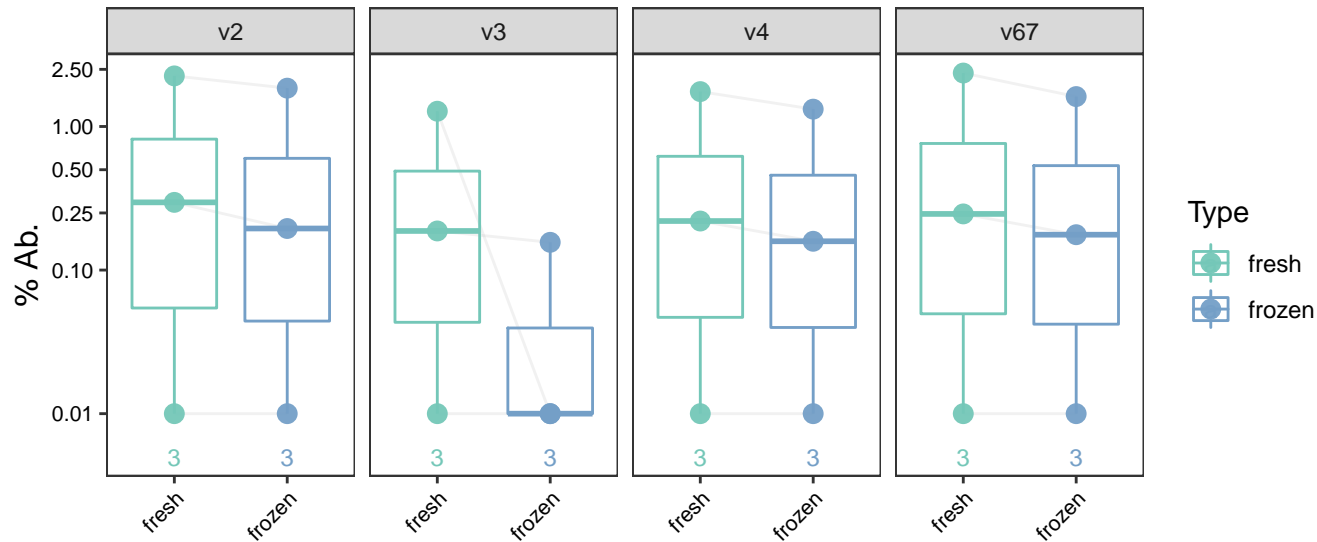 v2 v3 v4 v67
% Ab.
2.50
1.00
0.50
0.25
0.10
0.01
3 3 3 3 3 3 3 3
fresh frozen fresh frozen fresh frozen fresh frozen
Type
fresh
frozen